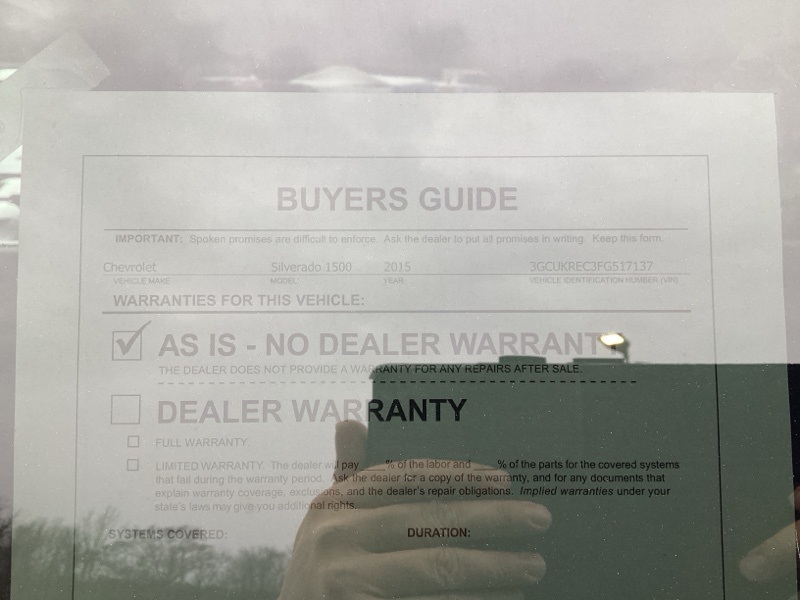 BUYERS GUIDE
IMPORTANT: Spoken promises are difficult to enforce. Ask the dealer to put all promises in writing. Keep this form.
Chevrolet Silverado 1500 2015 3GCUKREC3FG517137
VEHICLE MAKE MODEL YEAR VEHICLE IDENTIFICATION NUMBER (VIN)
WARRANTIES FOR THIS VEHICLE:
AS IS - NO DEALER WARRANTY
THE DEALER DOES NOT PROVIDE A WARRANTY FOR ANY REPAIRS AFTER SALE.
DEALER WARRANTY
FULL WARRANTY.
LIMITED WARRANTY. The dealer will pay ____% of the labor and ____% of the parts for the covered systems
that fail during the warranty period. Ask the dealer for a copy of the warranty, and for any documents that
explain warranty coverage, exclusions, and the dealer's repair obligations. Implied warranties under your
state's laws may give you additional rights.
SYSTEMS COVERED: DURATION: